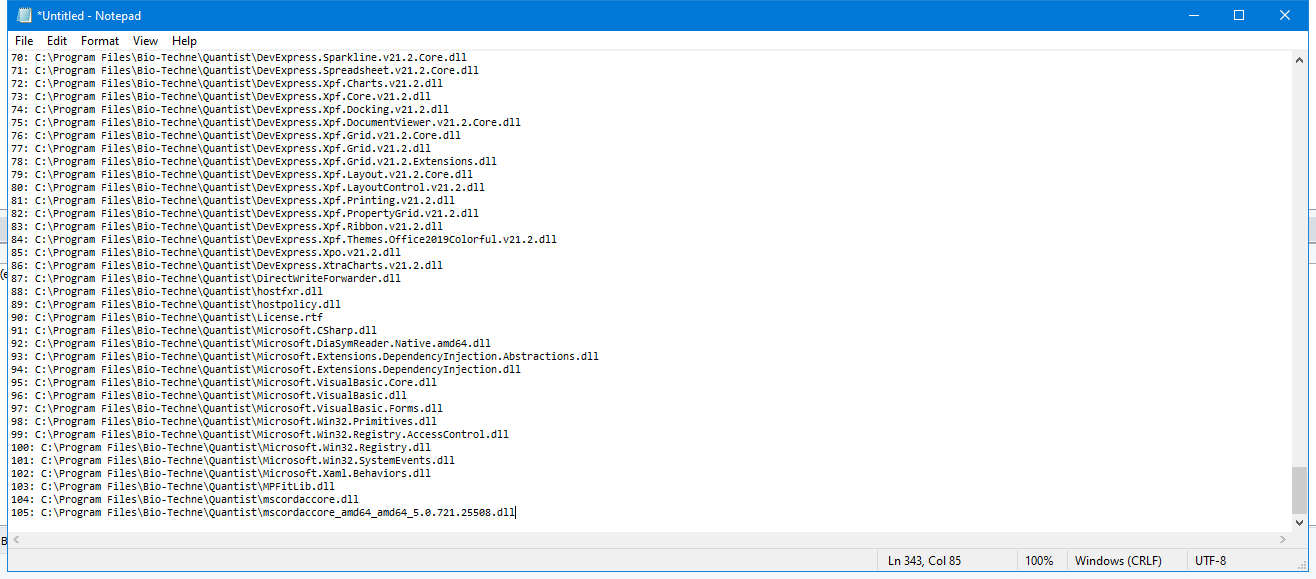 *Untitled - Notepad
File Edit Format View Help
70: C:\Program Files\Bio-Techne\Quantist\DevExpress.Sparkline.v21.2.Core.dll
71: C:\Program Files\Bio-Techne\Quantist\DevExpress.Spreadsheet.v21.2.Core.dll
72: C:\Program Files\Bio-Techne\Quantist\DevExpress.Xpf.Charts.v21.2.dll
73: C:\Program Files\Bio-Techne\Quantist\DevExpress.Xpf.Core.v21.2.dll
74: C:\Program Files\Bio-Techne\Quantist\DevExpress.Xpf.Docking.v21.2.dll
75: C:\Program Files\Bio-Techne\Quantist\DevExpress.Xpf.DocumentViewer.v21.2.Core.dll
76: C:\Program Files\Bio-Techne\Quantist\DevExpress.Xpf.Grid.v21.2.Core.dll
77: C:\Program Files\Bio-Techne\Quantist\DevExpress.Xpf.Grid.v21.2.dll
78: C:\Program Files\Bio-Techne\Quantist\DevExpress.Xpf.Grid.v21.2.Extensions.dll
79: C:\Program Files\Bio-Techne\Quantist\DevExpress.Xpf.Layout.v21.2.Core.dll
80: C:\Program Files\Bio-Techne\Quantist\DevExpress.Xpf.LayoutControl.v21.2.dll
81: C:\Program Files\Bio-Techne\Quantist\DevExpress.Xpf.Printing.v21.2.dll
82: C:\Program Files\Bio-Techne\Quantist\DevExpress.Xpf.PropertyGrid.v21.2.dll
83: C:\Program Files\Bio-Techne\Quantist\DevExpress.Xpf.Ribbon.v21.2.dll
84: C:\Program Files\Bio-Techne\Quantist\DevExpress.Xpf.Themes.Office2019Colorful.v21.2.dll
85: C:\Program Files\Bio-Techne\Quantist\DevExpress.Xpo.v21.2.dll
86: C:\Program Files\Bio-Techne\Quantist\DevExpress.XtraCharts.v21.2.dll
87: C:\Program Files\Bio-Techne\Quantist\DirectWriteForwarder.dll
88: C:\Program Files\Bio-Techne\Quantist\hostfxr.dll
89: C:\Program Files\Bio-Techne\Quantist\hostpolicy.dll
90: C:\Program Files\Bio-Techne\Quantist\License.rtf
91: C:\Program Files\Bio-Techne\Quantist\Microsoft.CSharp.dll
92: C:\Program Files\Bio-Techne\Quantist\Microsoft.DiaSymReader.Native.amd64.dll
93: C:\Program Files\Bio-Techne\Quantist\Microsoft.Extensions.DependencyInjection.Abstractions.dll
94: C:\Program Files\Bio-Techne\Quantist\Microsoft.Extensions.DependencyInjection.dll
95: C:\Program Files\Bio-Techne\Quantist\Microsoft.VisualBasic.Core.dll
96: C:\Program Files\Bio-Techne\Quantist\Microsoft.VisualBasic.dll
97: C:\Program Files\Bio-Techne\Quantist\Microsoft.VisualBasic.Forms.dll
98: C:\Program Files\Bio-Techne\Quantist\Microsoft.Win32.Primitives.dll
99: C:\Program Files\Bio-Techne\Quantist\Microsoft.Win32.Registry.AccessControl.dll
100: C:\Program Files\Bio-Techne\Quantist\Microsoft.Win32.Registry.dll
101: C:\Program Files\Bio-Techne\Quantist\Microsoft.Win32.SystemEvents.dll
102: C:\Program Files\Bio-Techne\Quantist\Microsoft.Xaml.Behaviors.dll
103: C:\Program Files\Bio-Techne\Quantist\MPFitLib.dll
104: C:\Program Files\Bio-Techne\Quantist\mscordaccore.dll
105: C:\Program Files\Bio-Techne\Quantist\mscordaccore_amd64_amd64_5.0.721.25508.dll
Ln 343, Col 85 100% Windows (CRLF) UTF-8